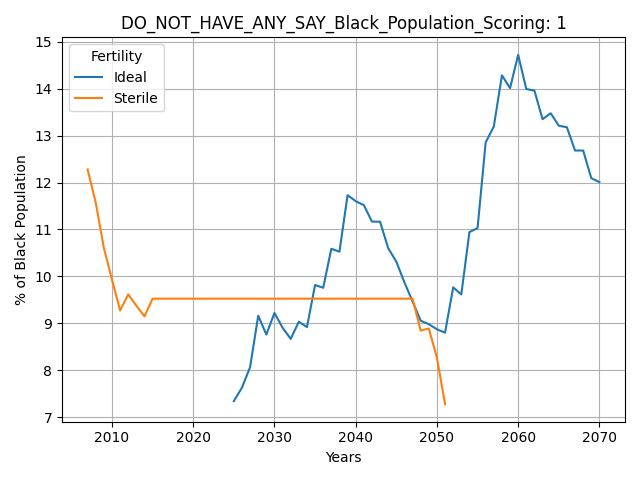 DO_NOT_HAVE_ANY_SAY_Black_Population_Scoring: 1
Fertility
Ideal
Sterile
% of Black Population
15
14
13
12
11
10
9
8
7
2010 2020 2030 2040 2050 2060 2070
Years